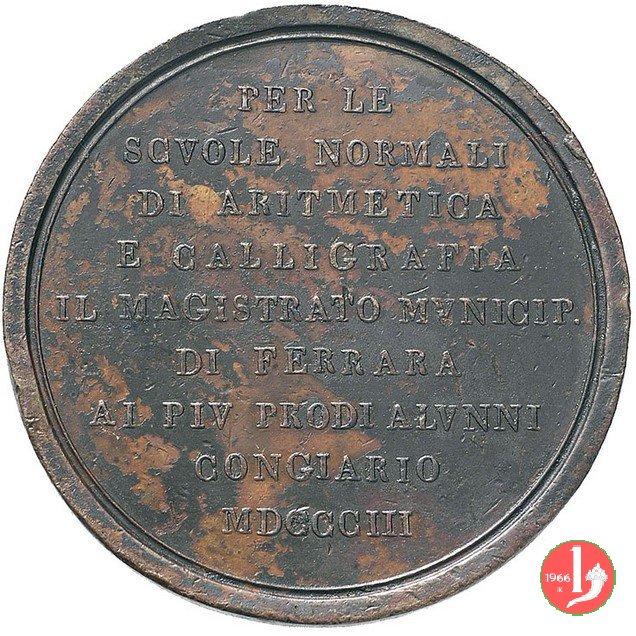 PER LE
SCVOLE NORMALI
DI ARITMETICA
E CALLIGRAFIA
IL MAGISTRATO MVNICIP.
DI FERRARA
AI PIV PRODI ALVNNI
CONGIARIO
MDCCCIII
1966